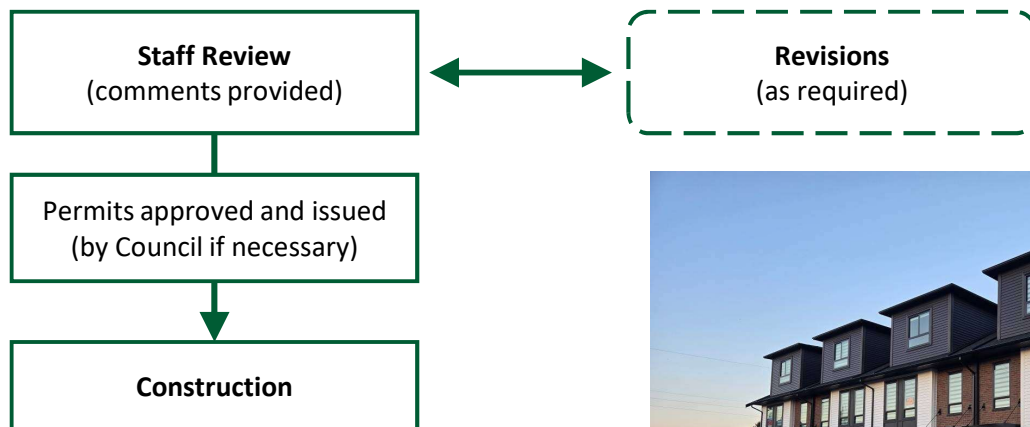 Staff Review
(comments provided)
Revisions
(as required)
Permits approved and issued
(by Council if necessary)
Construction